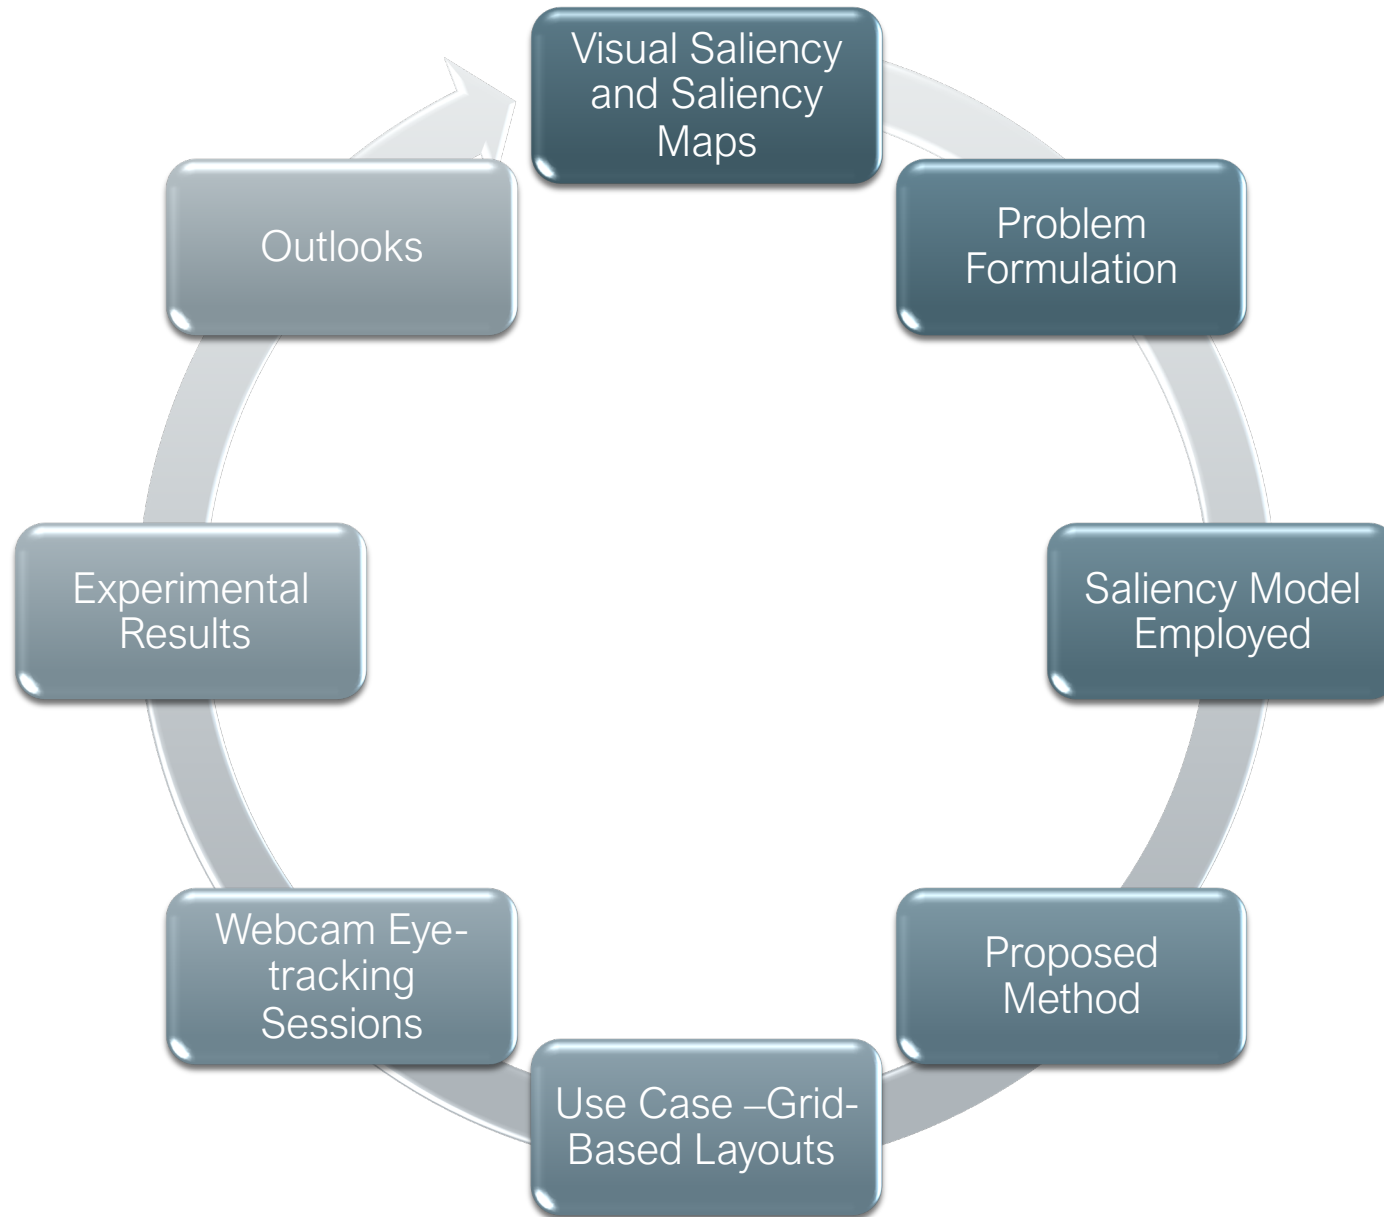 Visual Saliency
and Saliency
Maps
Problem
Formulation
Saliency Model
Employed
Proposed
Method
Use Case –Grid-
Based Layouts
Webcam Eye-
tracking
Sessions
Experimental
Results
Outlooks